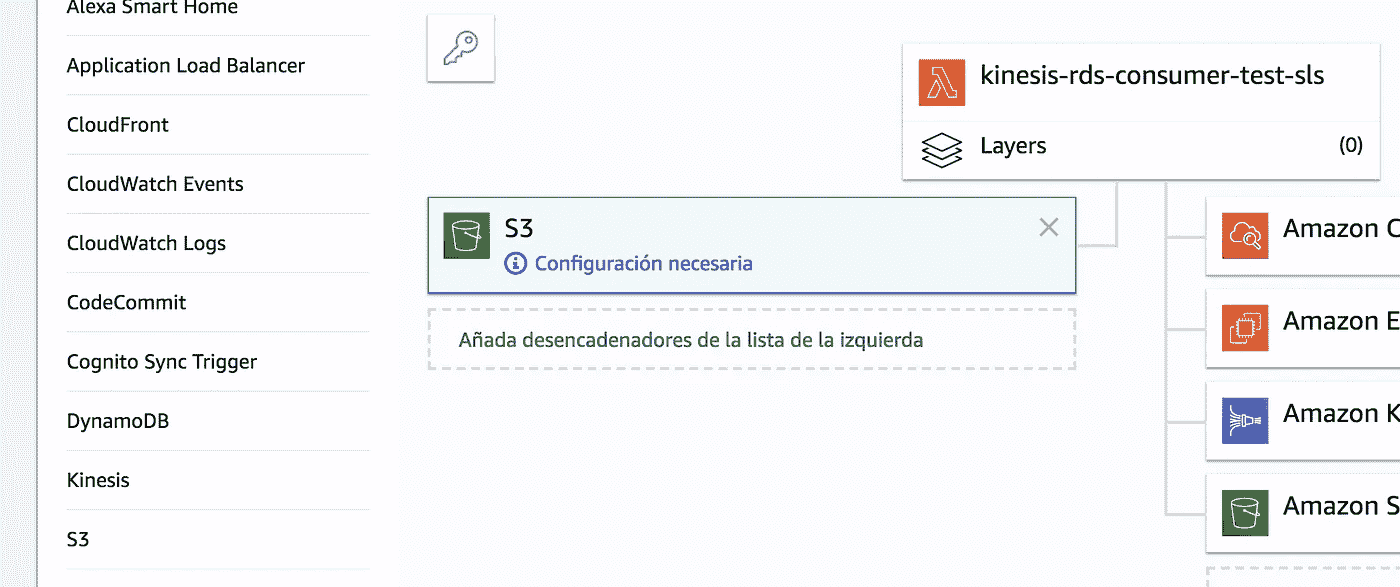 Alexa Smart Home
Application Load Balancer
CloudFront
CloudWatch Events
CloudWatch Logs
CodeCommit
Cognito Sync Trigger
DynamoDB
Kinesis
S3
kinesis-rds-consumer-test-sls
Layers (0)
S3
Configuración necesaria
Añada desencadenadores de la lista de la izquierda
Amazon C
Amazon E
Amazon K
Amazon S